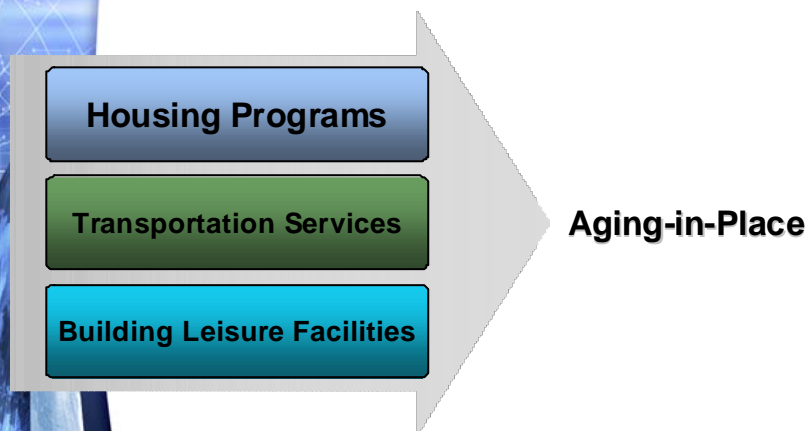 Housing Programs
Transportation Services
Building Leisure Facilities
Aging-in-Place